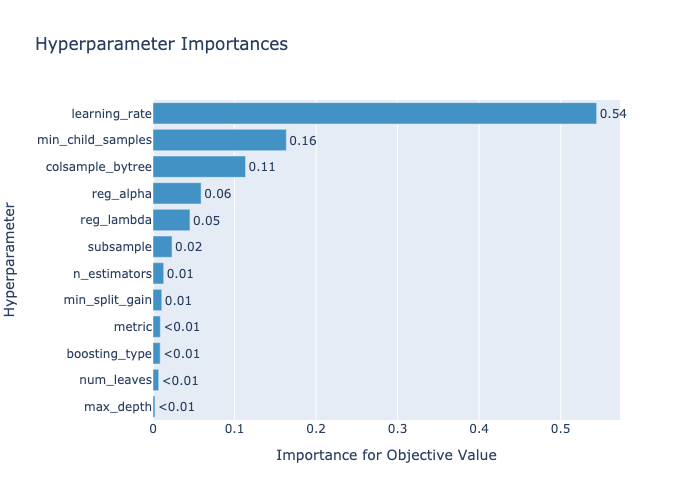 Hyperparameter Importances
Hyperparameter
learning_rate 0.54
min_child_samples 0.16
colsample_bytree 0.11
reg_alpha 0.06
reg_lambda 0.05
subsample 0.02
n_estimators 0.01
min_split_gain 0.01
metric <0.01
boosting_type <0.01
num_leaves <0.01
max_depth <0.01
0 0.1 0.2 0.3 0.4 0.5
Importance for Objective Value